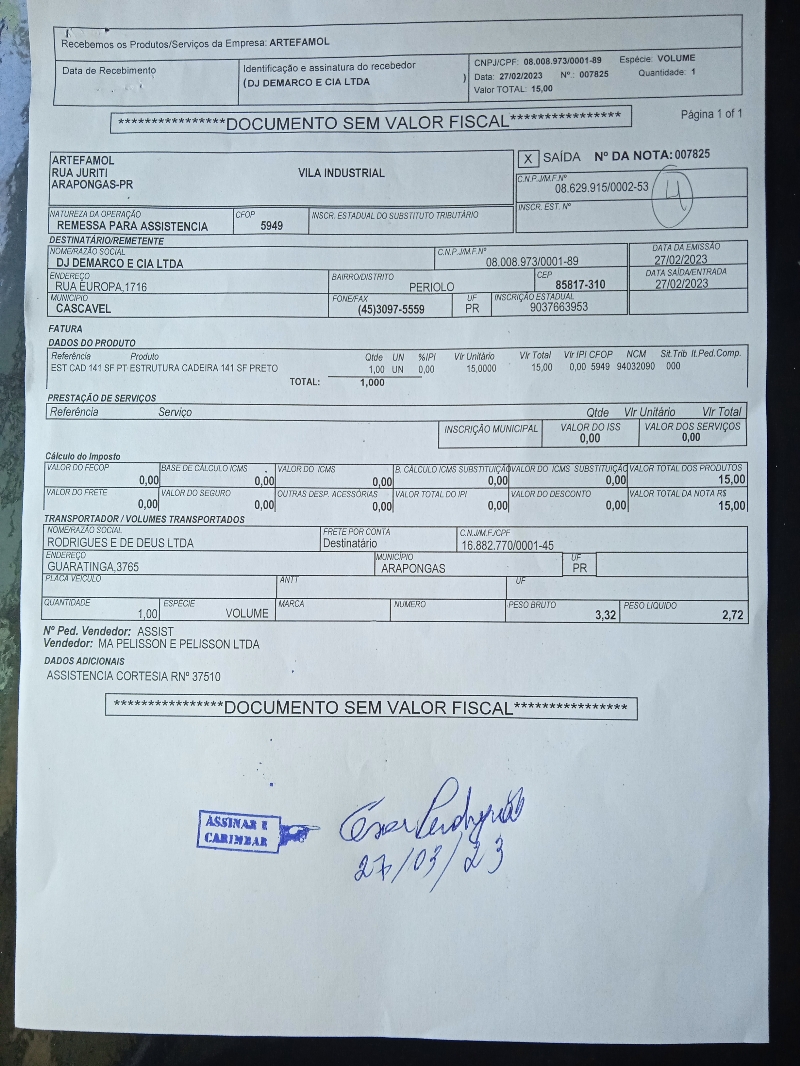 Recebemos os Produtos/Serviços da Empresa: ARTEFAMOL
Data de Recebimento
Identificação e assinatura do recebedor
(DJ DEMARCO E CIA LTDA )
CNPJ/CPF: 08.008.973/0001-89 Espécie: VOLUME
Data: 27/02/2023 Nº.: 007825 Quantidade: 1
Valor TOTAL: 15,00
****************DOCUMENTO SEM VALOR FISCAL****************
Página 1 of 1
ARTEFAMOL
RUA JURITI VILA INDUSTRIAL
ARAPONGAS-PR
X SAÍDA Nº DA NOTA: 007825
C.N.P.J/M.F.Nº
08.629.915/0002-53
4
INSCR. EST. Nº
NATUREZA DA OPERAÇÃO CFOP INSCR. ESTADUAL DO SUBSTITUTO TRIBUTÁRIO
REMESSA PARA ASSISTENCIA 5949
DESTINATÁRIO/REMETENTE
NOME/RAZÃO SOCIAL C.N.P.J/M.F.Nº DATA DA EMISSÃO
DJ DEMARCO E CIA LTDA 08.008.973/0001-89 27/02/2023
ENDEREÇO BAIRRO/DISTRITO CEP DATA SAÍDA/ENTRADA
RUA EUROPA,1716 PERIOLO 85817-310 27/02/2023
MUNICIPIO FONE/FAX UF INSCRIÇÃO ESTADUAL
CASCAVEL (45)3097-5559 PR 9037663953
FATURA
DADOS DO PRODUTO
Referência Produto Qtde UN %IPI Vlr Unitário Vlr Total Vlr IPI CFOP NCM Sit.Trib It.Ped.Comp.
EST CAD 141 SF PT ESTRUTURA CADEIRA 141 SF PRETO 1,00 UN 0,00 15,0000 15,00 0,00 5949 94032090 000
TOTAL: 1,000
PRESTAÇÃO DE SERVIÇOS
Referência Serviço Qtde Vlr Unitário Vlr Total
INSCRIÇÃO MUNICIPAL VALOR DO ISS VALOR DOS SERVIÇOS
0,00 0,00
Cálculo do Imposto
VALOR DO FECOP BASE DE CÁLCULO ICMS VALOR DO ICMS B. CÁLCULO ICMS SUBSTITUIÇÃO VALOR DO ICMS SUBSTITUIÇÃO VALOR TOTAL DOS PRODUTOS
0,00 0,00 0,00 0,00 0,00 15,00
VALOR DO FRETE VALOR DO SEGURO OUTRAS DESP. ACESSÓRIAS VALOR TOTAL DO IPI VALOR DO DESCONTO VALOR TOTAL DA NOTA R$
0,00 0,00 0,00 0,00 0,00 15,00
TRANSPORTADOR / VOLUMES TRANSPORTADOS
NOME/RAZÃO SOCIAL FRETE POR CONTA C.N.J/M.F./CPF
RODRIGUES E DE DEUS LTDA Destinatário 16.882.770/0001-45
ENDEREÇO MUNICÍPIO UF
GUARATINGA,3765 ARAPONGAS PR
PLACA VEÍCULO ANTT UF
QUANTIDADE ESPÉCIE MARCA NUMERO PESO BRUTO PESO LIQUIDO
1,00 VOLUME 3,32 2,72
Nº Ped. Vendedor: ASSIST
Vendedor: MA PELISSON E PELISSON LTDA
DADOS ADICIONAIS
ASSISTENCIA CORTESIA RNº 37510
****************DOCUMENTO SEM VALOR FISCAL****************
ASSINAR E
CARIMBAR
27/03/23